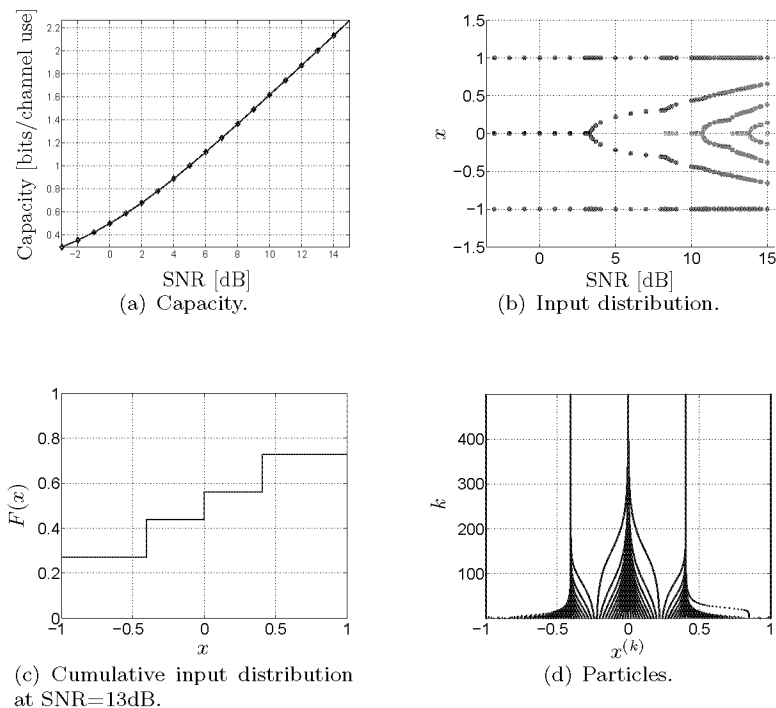 Capacity [bits/channel use]
2.2
2
1.8
1.6
1.4
1.2
1
0.8
0.6
0.4
−2 0 2 4 6 8 10 12 14
SNR [dB]
(a) Capacity.
x
1.5
1
0.5
0
−0.5
−1
−1.5
0 5 10 15
SNR [dB]
(b) Input distribution.
F(x)
1
0.8
0.6
0.4
0.2
0
−1 −0.5 0 0.5 1
x
(c) Cumulative input distribution
at SNR=13dB.
k
400
300
200
100
−1 −0.5 0 0.5 1
x(k)
(d) Particles.